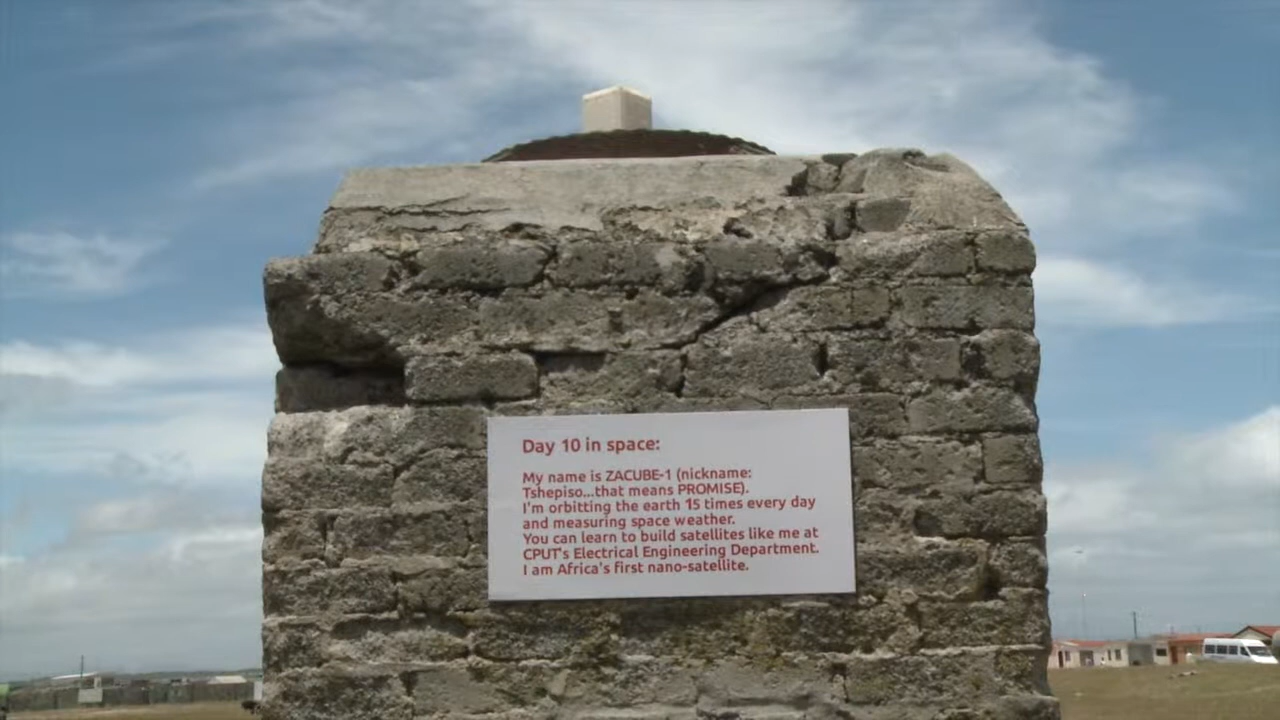 Day 10 in space:
My name is ZACUBE-1 (nickname:
Tshepiso...that means PROMISE).
I'm orbitting the earth 15 times every day
and measuring space weather.
You can learn to build satellites like me at
CPUT's Electrical Engineering Department.
I am Africa's first nano-satellite.